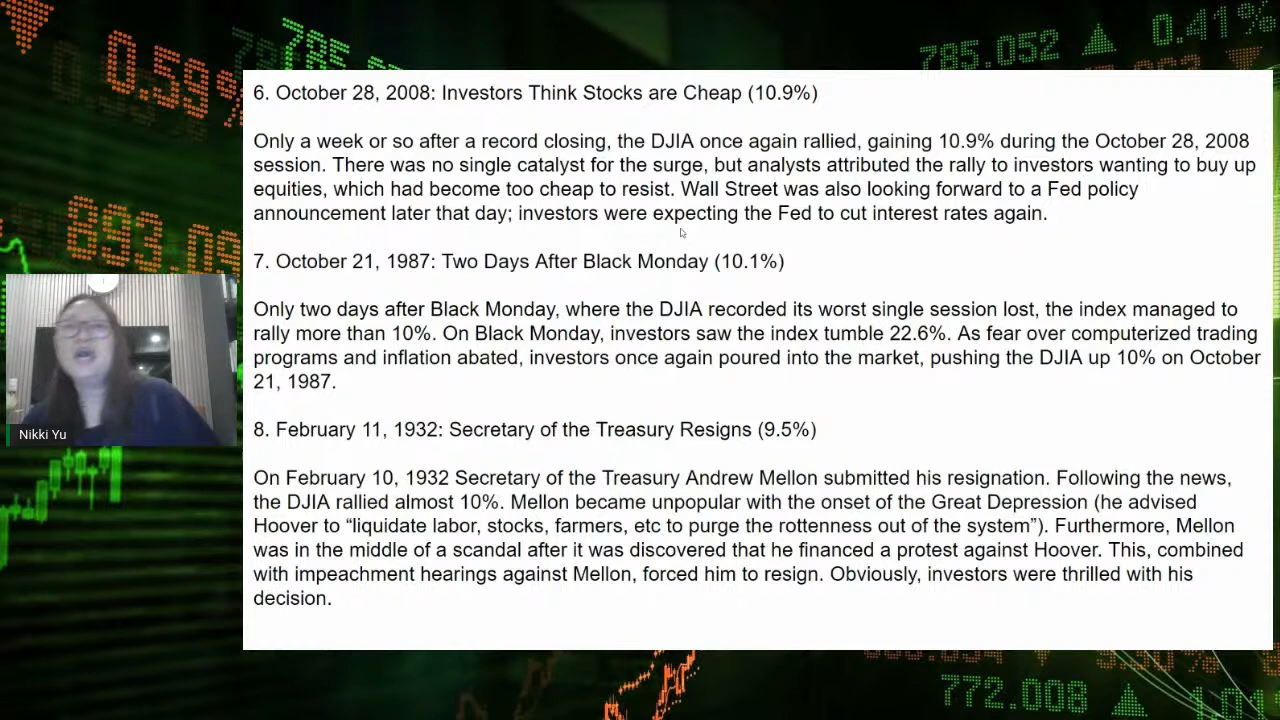 0.59%
785.
785.052 ▲ 0.41%
893.09
6. October 28, 2008: Investors Think Stocks are Cheap (10.9%)
Only a week or so after a record closing, the DJIA once again rallied, gaining 10.9% during the October 28, 2008
session. There was no single catalyst for the surge, but analysts attributed the rally to investors wanting to buy up
equities, which had become too cheap to resist. Wall Street was also looking forward to a Fed policy
announcement later that day; investors were expecting the Fed to cut interest rates again.
7. October 21, 1987: Two Days After Black Monday (10.1%)
Only two days after Black Monday, where the DJIA recorded its worst single session lost, the index managed to
rally more than 10%. On Black Monday, investors saw the index tumble 22.6%. As fear over computerized trading
programs and inflation abated, investors once again poured into the market, pushing the DJIA up 10% on October
21, 1987.
8. February 11, 1932: Secretary of the Treasury Resigns (9.5%)
On February 10, 1932 Secretary of the Treasury Andrew Mellon submitted his resignation. Following the news,
the DJIA rallied almost 10%. Mellon became unpopular with the onset of the Great Depression (he advised
Hoover to “liquidate labor, stocks, farmers, etc to purge the rottenness out of the system”). Furthermore, Mellon
was in the middle of a scandal after it was discovered that he financed a protest against Hoover. This, combined
with impeachment hearings against Mellon, forced him to resign. Obviously, investors were thrilled with his
decision.
Nikki Yu
772.008 ▲